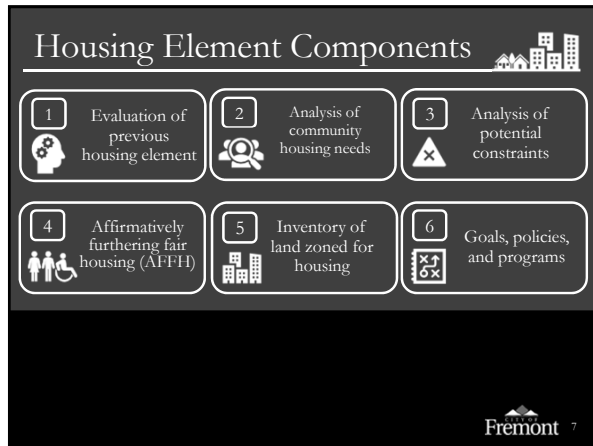 Housing Element Components
1
Evaluation of
previous
housing element
2
Analysis of
community
housing needs
3
Analysis of
potential
constraints
4
Affirmatively
furthering fair
housing (AFFH)
5
Inventory of
land zoned for
housing
6
Goals, policies,
and programs
CITY OF
Fremont
7